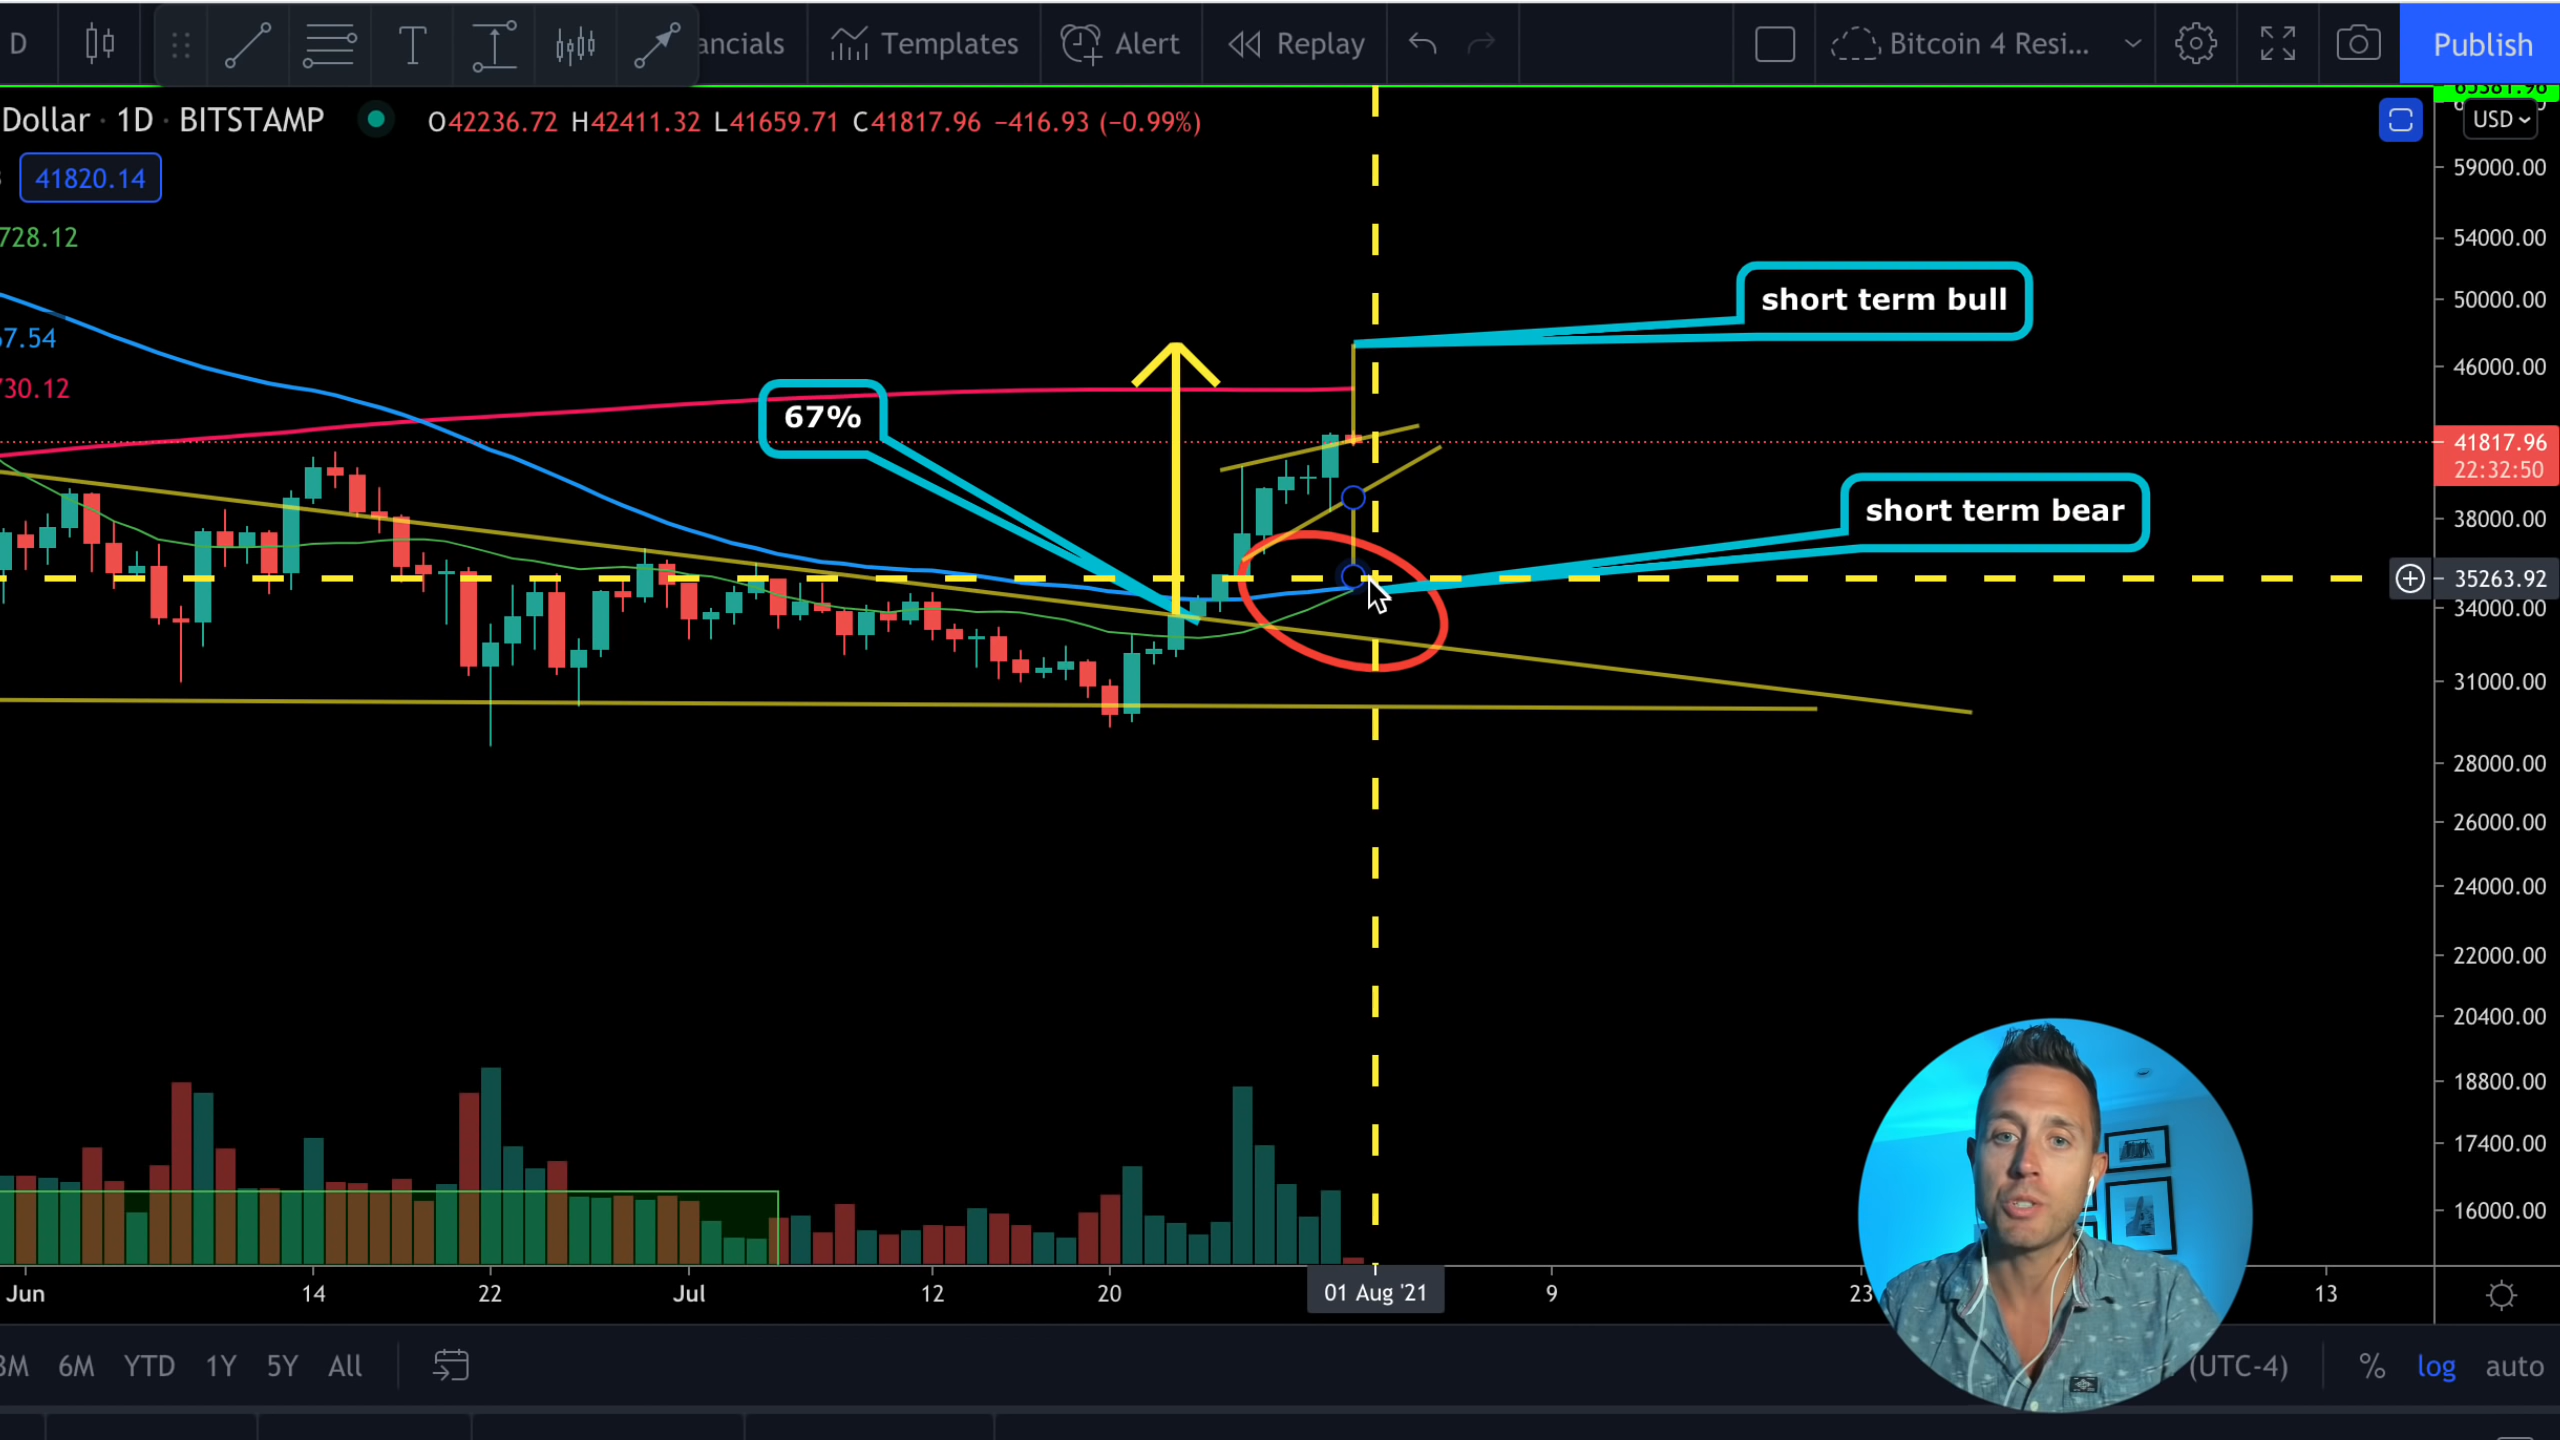 D
T
ancials
Templates
Alert
Replay
Bitcoin 4 Resi...
Publish
Dollar · 1D · BITSTAMP
O42236.72 H42411.32 L41659.71 C41817.96 −416.93 (−0.99%)
USD
41820.14
728.12
7.54
730.12
67%
short term bull
short term bear
65381.96
59000.00
54000.00
50000.00
46000.00
41817.96
22:32:50
38000.00
35263.92
34000.00
31000.00
28000.00
26000.00
24000.00
22000.00
20400.00
18800.00
17400.00
16000.00
Jun
14
22
Jul
12
20
01 Aug '21
9
23
13
3M
6M
YTD
1Y
5Y
All
(UTC-4)
%
log
auto